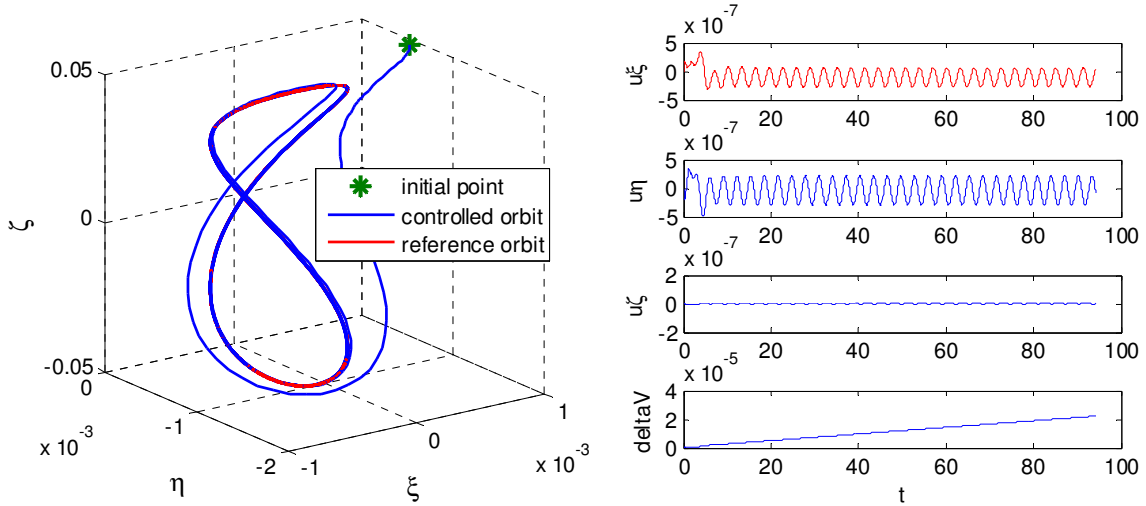 0.05
0
-0.05
ζ
0
-1
-2
x 10⁻³
η
-1
0
1
x 10⁻³
ξ
initial point
controlled orbit
reference orbit
x 10⁻⁷
5
0
-5
uξ
0 20 40 60 80 100
x 10⁻⁷
5
0
-5
uη
0 20 40 60 80 100
x 10⁻⁷
2
0
-2
uζ
0 20 40 60 80 100
x 10⁻⁵
4
2
0
deltaV
0 20 40 60 80 100
t